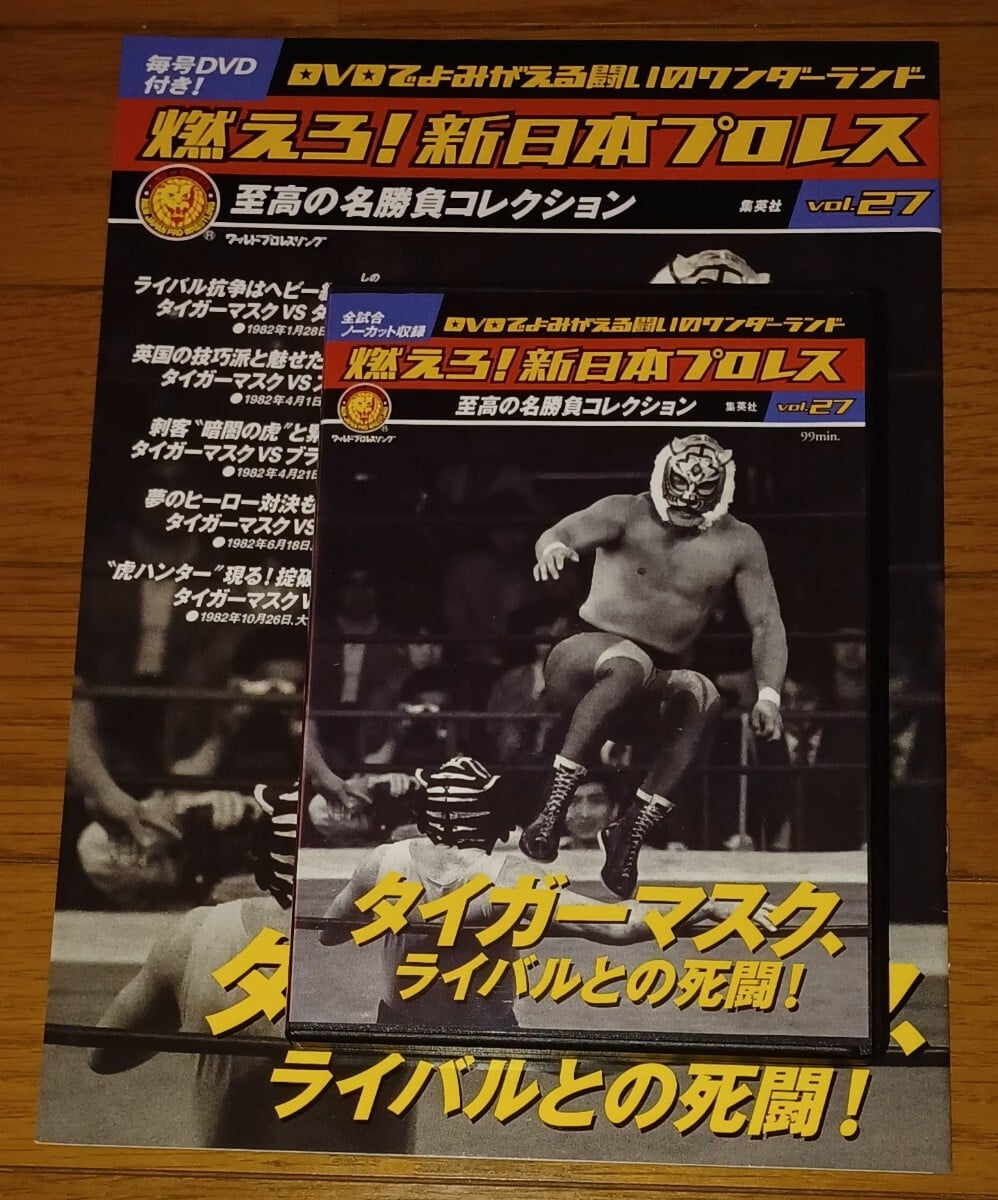 毎号DVD
付き!
DVDでよみがえる闘いのワンダーランド
燃えろ!新日本プロレス
至高の名勝負コレクション
集英社
vol.27
ワールドプロレスリング
ライバル抗争はヘビー級
しの
タイガーマスク VS ダ
●1982年1月28日
英国の技巧派と魅せた
タイガーマスク VS
●1982年4月1日
刺客“暗闇の虎”と
タイガーマスク VS ブラ
●1982年4月21日
夢のヒーロー対決も
タイガーマスク VS
●1982年6月18日、
“虎ハンター”現る!掟破
タイガーマスク V
●1982年10月26日、大
タ
ク、
ライバルとの死闘!
全試合
ノーカット収録
DVDでよみがえる闘いのワンダーランド
燃えろ!新日本プロレス
至高の名勝負コレクション
集英社
vol.27
ワールドプロレスリング
99min.
タイガーマスク、
ライバルとの死闘!